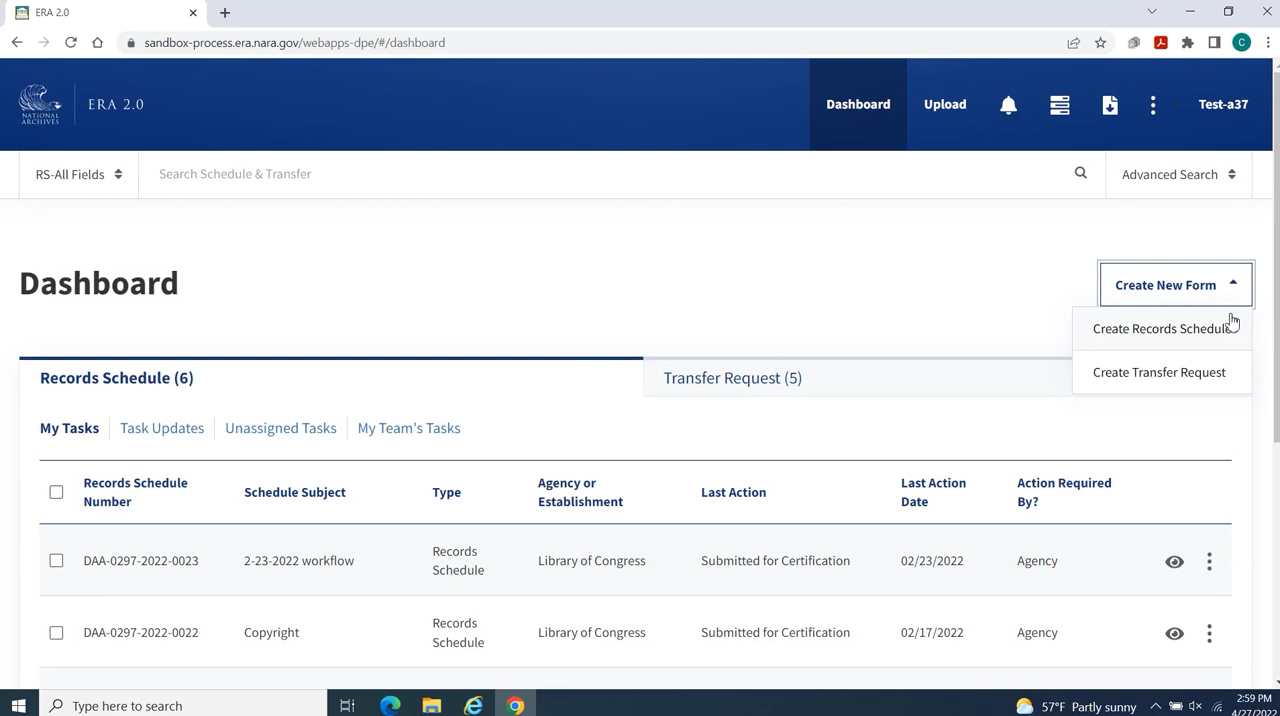 ERA 2.0
sandbox-process.era.nara.gov/webapps-dpe/#/dashboard
C
NATIONAL
ARCHIVES
ERA 2.0
Dashboard
Upload
Test-a37
RS-All Fields
Search Schedule & Transfer
Advanced Search
Dashboard
Create New Form
Create Records Schedule
Create Transfer Request
Records Schedule (6)
Transfer Request (5)
My Tasks
Task Updates
Unassigned Tasks
My Team's Tasks
Records Schedule
Number
Schedule Subject
Type
Agency or
Establishment
Last Action
Last Action
Date
Action Required
By?
DAA-0297-2022-0023
2-23-2022 workflow
Records
Schedule
Library of Congress
Submitted for Certification
02/23/2022
Agency
DAA-0297-2022-0022
Copyright
Records
Schedule
Library of Congress
Submitted for Certification
02/17/2022
Agency
Type here to search
57°F Partly sunny
2:59 PM
4/27/2022